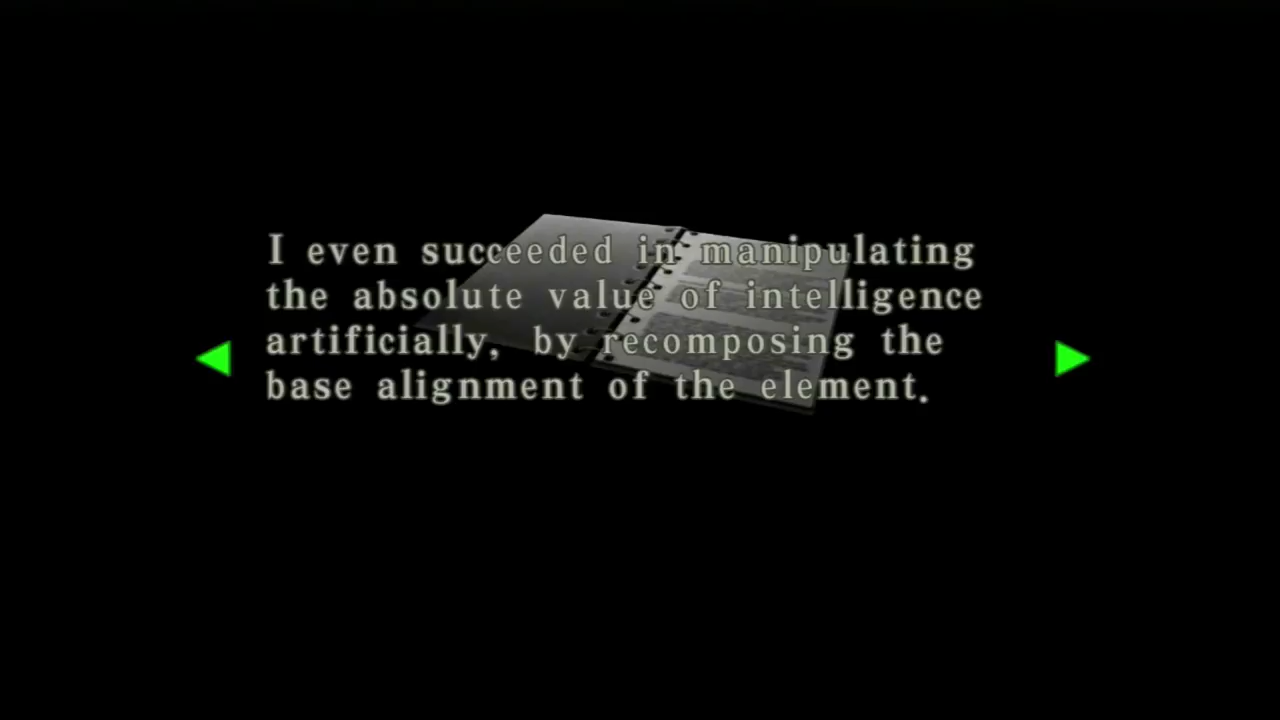 I even succeeded in manipulating
the absolute value of intelligence
artificially, by recomposing the
base alignment of the element.